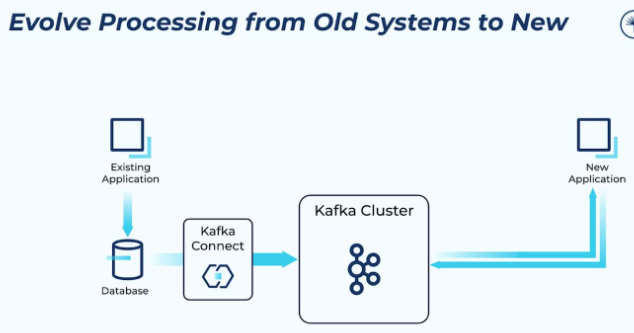 Evolve Processing from Old Systems to New
Existing
Application
New
Application
Kafka
Connect
Kafka Cluster
Database